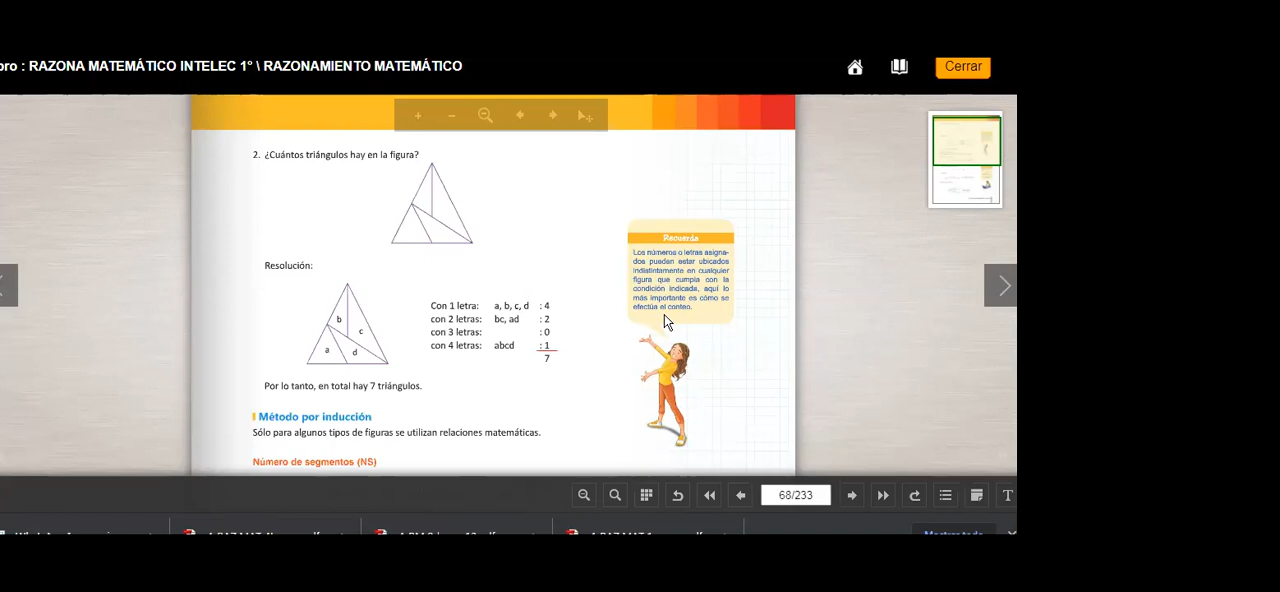 bro : RAZONA MATEMÁTICO INTELEC 1° \ RAZONAMIENTO MATEMÁTICO
Cerrar
2. ¿Cuántos triángulos hay en la figura?
Recuerda
Los números o letras asigna-
dos puedan estar ubicados
indistintamente en cualquier
figura que cumpla con la
condición indicada, aquí lo
más importante es cómo se
efectúa el conteo.
Resolución:
b
c
a
d
Con 1 letra: a, b, c, d : 4
con 2 letras: bc, ad : 2
con 3 letras: : 0
con 4 letras: abcd : 1
7
Por lo tanto, en total hay 7 triángulos.
Método por inducción
Sólo para algunos tipos de figuras se utilizan relaciones matemáticas.
Número de segmentos (NS)
68/233
T